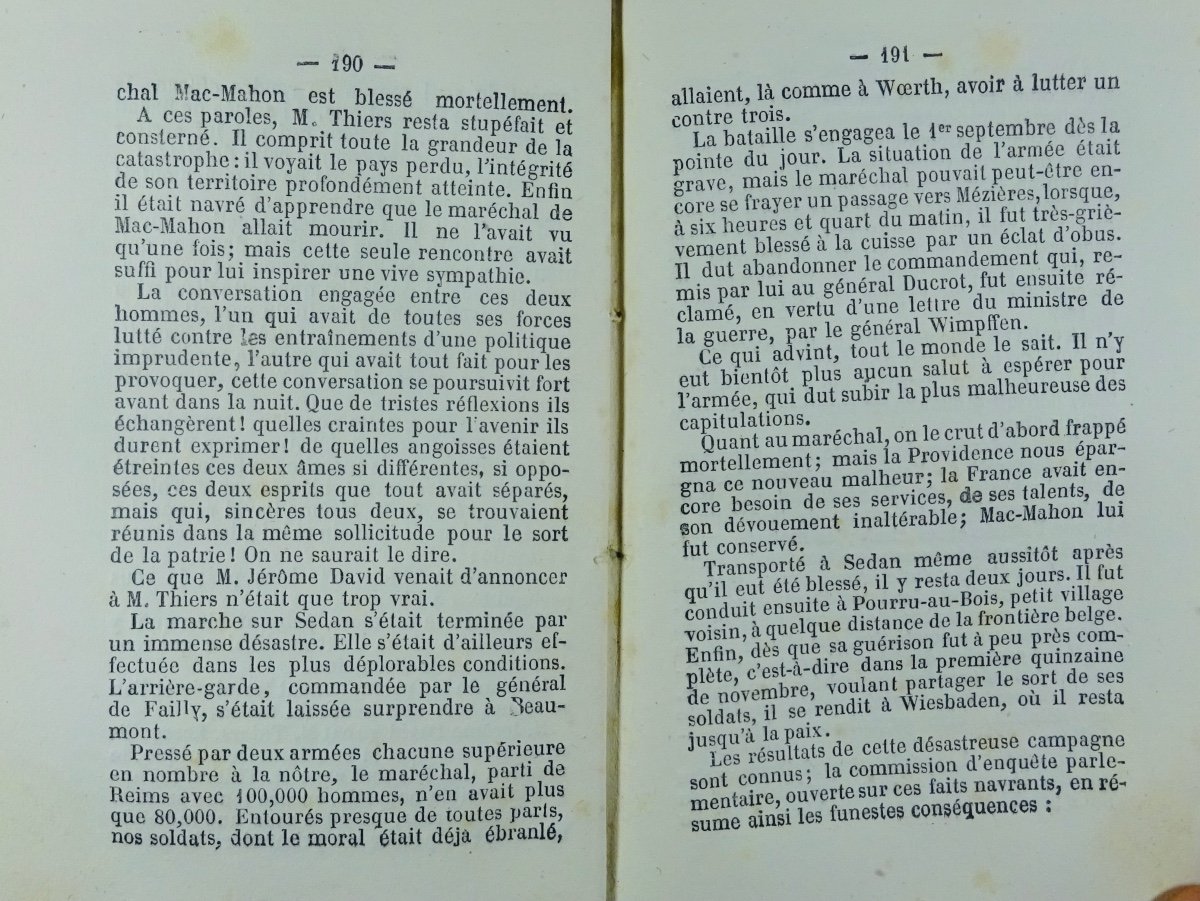 — 190 —
chal Mac-Mahon est blessé mortellement.
A ces paroles, M. Thiers resta stupéfait et
consterné. Il comprit toute la grandeur de la
catastrophe : il voyait le pays perdu, l'intégrité
de son territoire profondément atteinte. Enfin
il était navré d'apprendre que le maréchal de
Mac-Mahon allait mourir. Il ne l'avait vu
qu'une fois; mais cette seule rencontre avait
suffi pour lui inspirer une vive sympathie.
La conversation engagée entre ces deux
hommes, l'un qui avait de toutes ses forces
lutté contre les entraînements d'une politique
imprudente, l'autre qui avait tout fait pour les
provoquer, cette conversation se poursuivit fort
avant dans la nuit. Que de tristes réflexions ils
échangèrent! quelles craintes pour l'avenir ils
durent exprimer! de quelles angoisses étaient
étreintes ces deux âmes si différentes, si oppo-
sées, ces deux esprits que tout avait séparés,
mais qui, sincères tous deux, se trouvaient
réunis dans la même sollicitude pour le sort
de la patrie! On ne saurait le dire.
Ce que M. Jérôme David venait d'annoncer
à M. Thiers n'était que trop vrai.
La marche sur Sedan s'était terminée par
un immense désastre. Elle s'était d'ailleurs ef-
fectuée dans les plus déplorables conditions.
L'arrière-garde, commandée par le général
de Failly, s'était laissée surprendre à Beau-
mont.
Pressé par deux armées chacune supérieure
en nombre à la nôtre, le maréchal, parti de
Reims avec 100,000 hommes, n'en avait plus
que 80,000. Entourés presque de toutes parts,
nos soldats, dont le moral était déjà ébranlé,
— 191 —
allaient, là comme à Wœrth, avoir à lutter un
contre trois.
La bataille s'engagea le 1er septembre dès la
pointe du jour. La situation de l'armée était
grave, mais le maréchal pouvait peut-être en-
core se frayer un passage vers Mézières, lorsque,
à six heures et quart du matin, il fut très-griè-
vement blessé à la cuisse par un éclat d'obus.
Il dut abandonner le commandement qui, re-
mis par lui au général Ducrot, fut ensuite ré-
clamé, en vertu d'une lettre du ministre de
la guerre, par le général Wimpffen.
Ce qui advint, tout le monde le sait. Il n'y
eut bientôt plus aucun salut à espérer pour
l'armée, qui dut subir la plus malheureuse des
capitulations.
Quant au maréchal, on le crut d'abord frappé
mortellement; mais la Providence nous épar-
gna ce nouveau malheur; la France avait en-
core besoin de ses services, de ses talents, de
son dévouement inaltérable; Mac-Mahon lui
fut conservé.
Transporté à Sedan même aussitôt après
qu'il eut été blessé, il y resta deux jours. Il fut
conduit ensuite à Pourru-au-Bois, petit village
voisin, à quelque distance de la frontière belge.
Enfin, dès que sa guérison fut à peu près com-
plète, c'est-à-dire dans la première quinzaine
de novembre, voulant partager le sort de ses
soldats, il se rendit à Wiesbaden, où il resta
jusqu'à la paix.
Les résultats de cette désastreuse campagne
sont connus; la commission d'enquête parle-
mentaire, ouverte sur ces faits navrants, en ré-
sume ainsi les funestes conséquences :